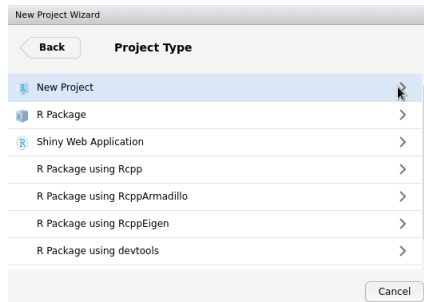 New Project Wizard
Back
Project Type
New Project
R Package
Shiny Web Application
R Package using Rcpp
R Package using RcppArmadillo
R Package using RcppEigen
R Package using devtools
Cancel